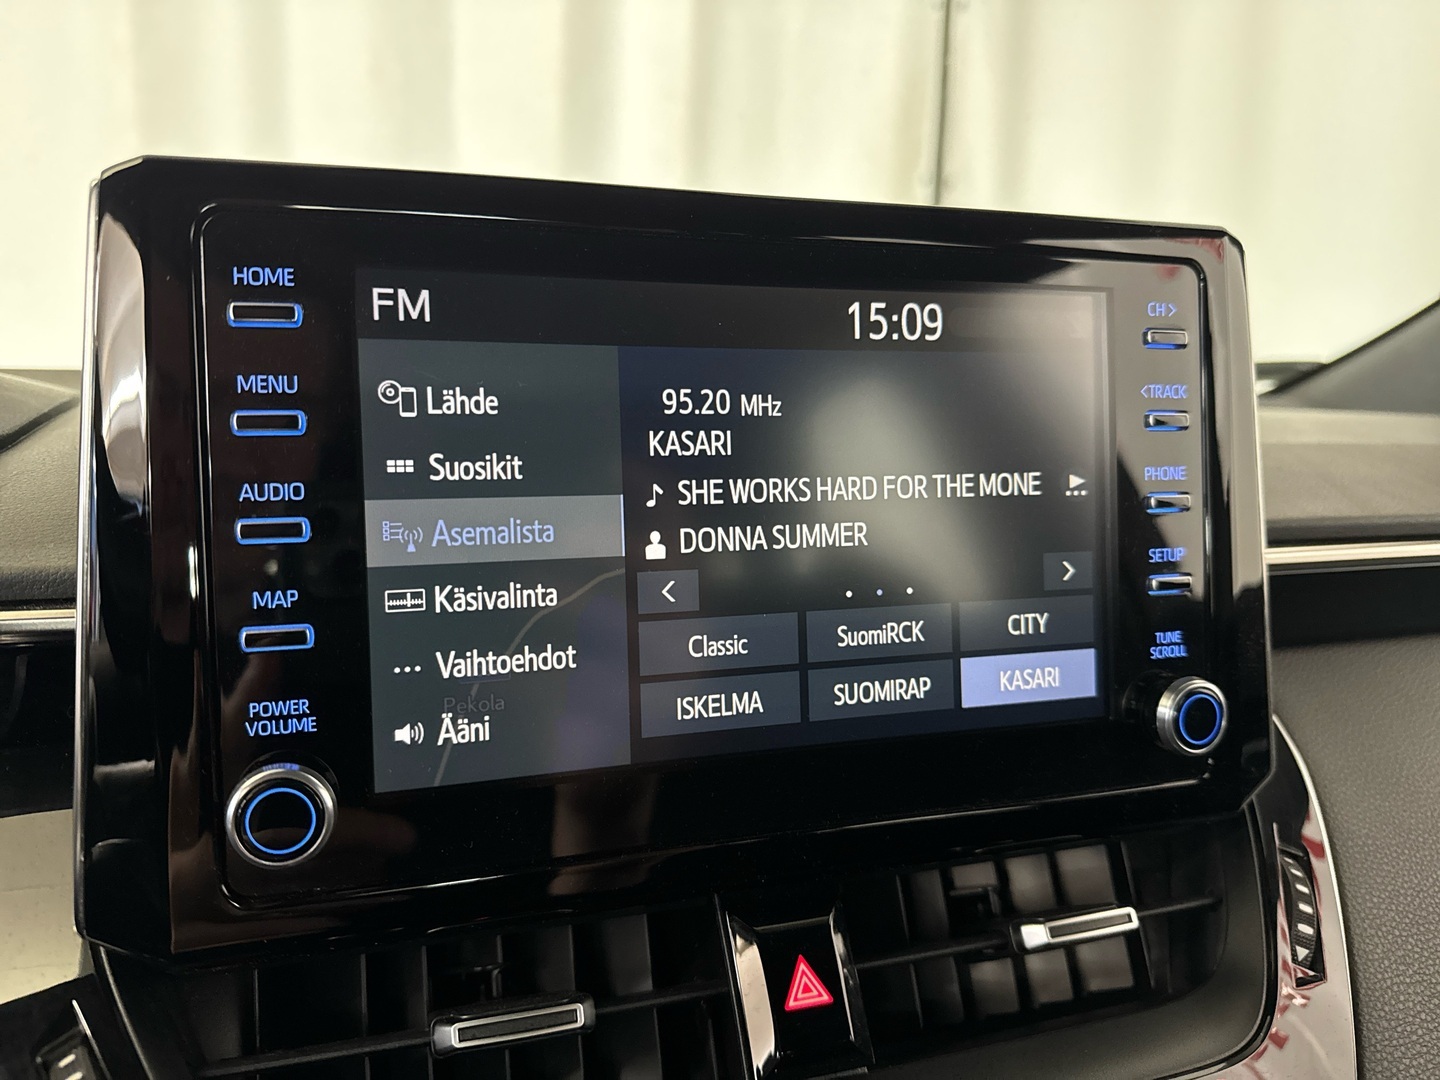 HOME
MENU
AUDIO
MAP
POWER
VOLUME
FM
15:09
Lähde
Suosikit
Asemalista
Käsivalinta
Vaihtoehdot
Pekola
Ääni
95.20 MHz
KASARI
SHE WORKS HARD FOR THE MONE
DONNA SUMMER
Classic
SuomiRCK
CITY
ISKELMA
SUOMIRAP
KASARI
CH>
<TRACK
PHONE
SETUP
TUNE
SCROLL